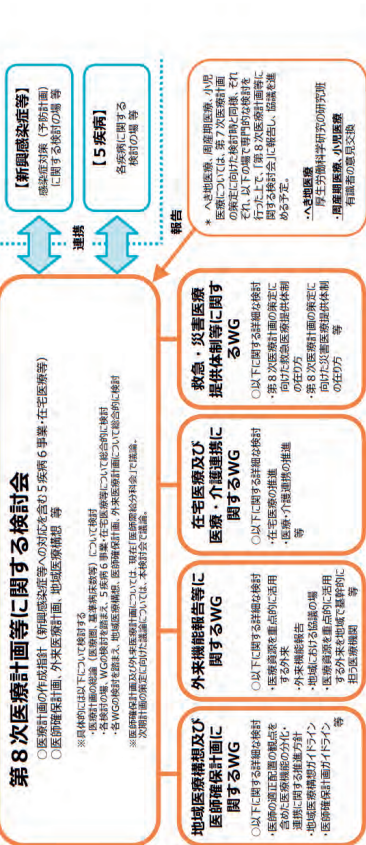 第8次医療計画等に関する検討会
○医療計画の作成指針（新興感染症等への対応を含む5疾病6事業・在宅医療等）
○医師確保計画、外来医療計画、地域医療構想　等
※具体的には以下について検討する
・医療計画の総論（医療圏、基準病床数等）について検討
・各検討の場、WGの検討を踏まえ、5疾病6事業・在宅医療等について総合的に検討
・各WGの検討を踏まえ、地域医療構想、医師確保計画、外来医療計画について総合的に検討
※医師確保計画及び外来医療計画については、現在「医師需給分科会」で議論。
次期計画の策定に向けた議論については、本検討会で議論。
連携
【新興感染症等】
感染症対策（予防計画）
に関する検討の場　等
【5疾病】
各疾病に関する
検討の場　等
報告
＊　へき地医療、周産期医療、小児
医療については、第7次医療計画
の策定に向けた検討時と同様、それ
ぞれ、以下の場で専門的な検討を
行った上で、「第8次医療計画等に
関する検討会」に報告し、協議を進
める予定。
・へき地医療
厚生労働科学研究の研究班
・周産期医療、小児医療
有識者の意見交換
地域医療構想及び
医師確保計画に
関するWG
○以下に関する詳細な検討
・医師の適正配置の観点を
含めた医療機能の分化・
連携に関する推進方針
・地域医療構想ガイドライン
・医師確保計画ガイドライン
等
外来機能報告等に
関するWG
○以下に関する詳細な検討
・医療資源を重点的に活用
する外来
・外来機能報告
・地域における協議の場
・医療資源を重点的に活用
する外来を地域で基幹的に
担う医療機関　等
在宅医療及び
医療・介護連携に
関するWG
○以下に関する詳細な検討
・在宅医療の推進
・医療・介護連携の推進
等
救急・災害医療
提供体制等に関す
るWG
○以下に関する詳細な検討
・第8次医療計画の策定に
向けた救急医療提供体制
の在り方
・第8次医療計画の策定に
向けた災害医療提供体制
の在り方　等